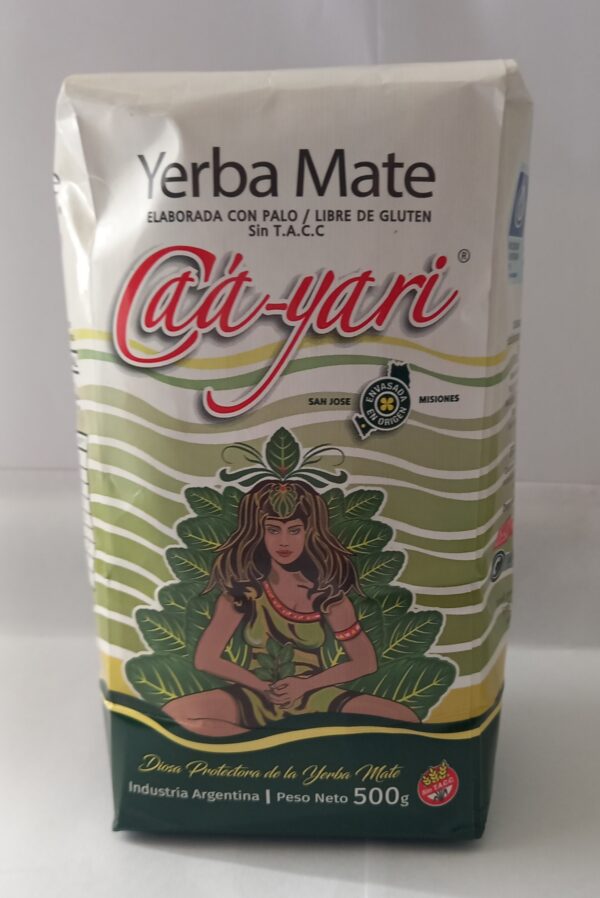 Yerba Mate
ELABORADA CON PALO / LIBRE DE GLUTEN
Sin T.A.C.C
Caá-yari ®
SAN JOSE
ENVASADA EN ORIGEN
MISIONES
Diosa Protectora de la Yerba Mate
Industria Argentina | Peso Neto 500g
Sin T.A.C.C.